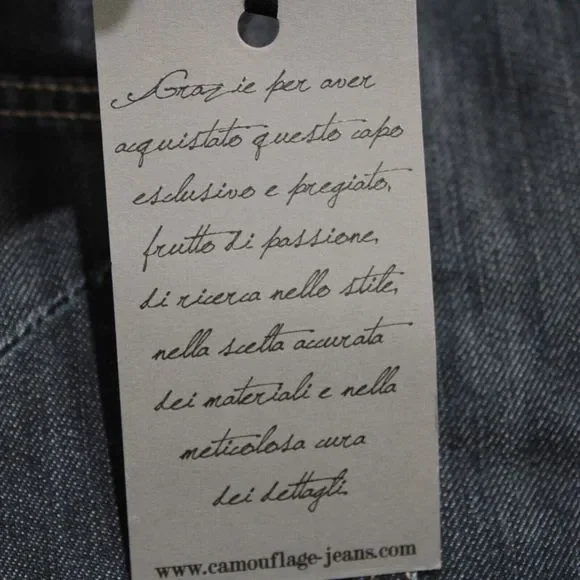 Grazie per aver
acquistato questo capo
esclusivo e pregiato,
frutto di passione,
di ricerca nello stile,
nella scelta accurata
dei materiali e nella
meticolosa cura
dei dettagli.
www.camouflage-jeans.com